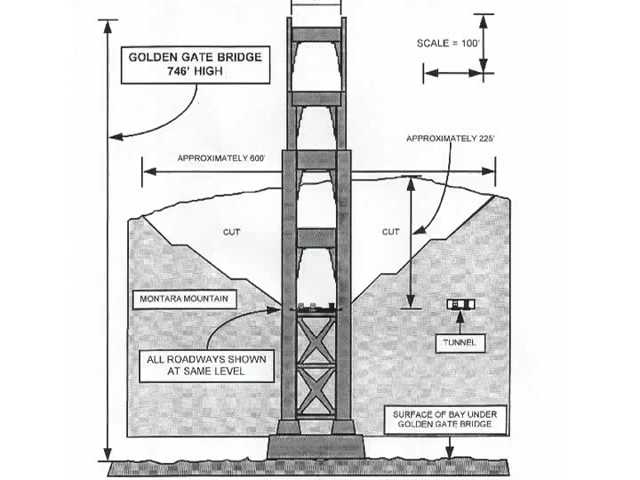 GOLDEN GATE BRIDGE
746' HIGH
SCALE = 100'
APPROXIMATELY 225'
APPROXIMATELY 600'
CUT
CUT
MONTARA MOUNTAIN
TUNNEL
ALL ROADWAYS SHOWN
AT SAME LEVEL
SURFACE OF BAY UNDER
GOLDEN GATE BRIDGE